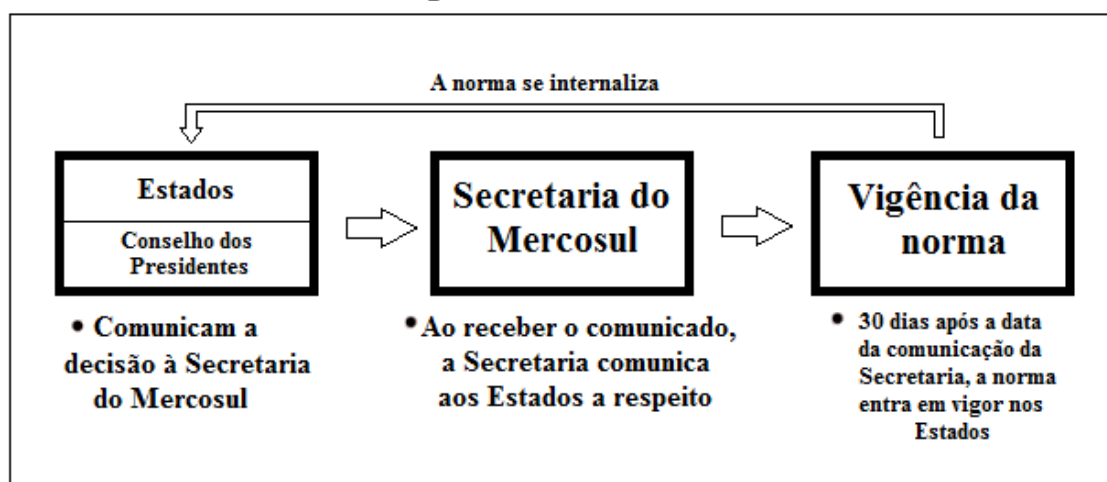 A norma se internaliza
Estados
Conselho dos
Presidentes
• Comunicam a
decisão à Secretaria
do Mercosul
Secretaria do
Mercosul
• Ao receber o comunicado,
a Secretaria comunica
aos Estados a respeito
Vigência da
norma
• 30 dias após a data
da comunicação da
Secretaria, a norma
entra em vigor nos
Estados